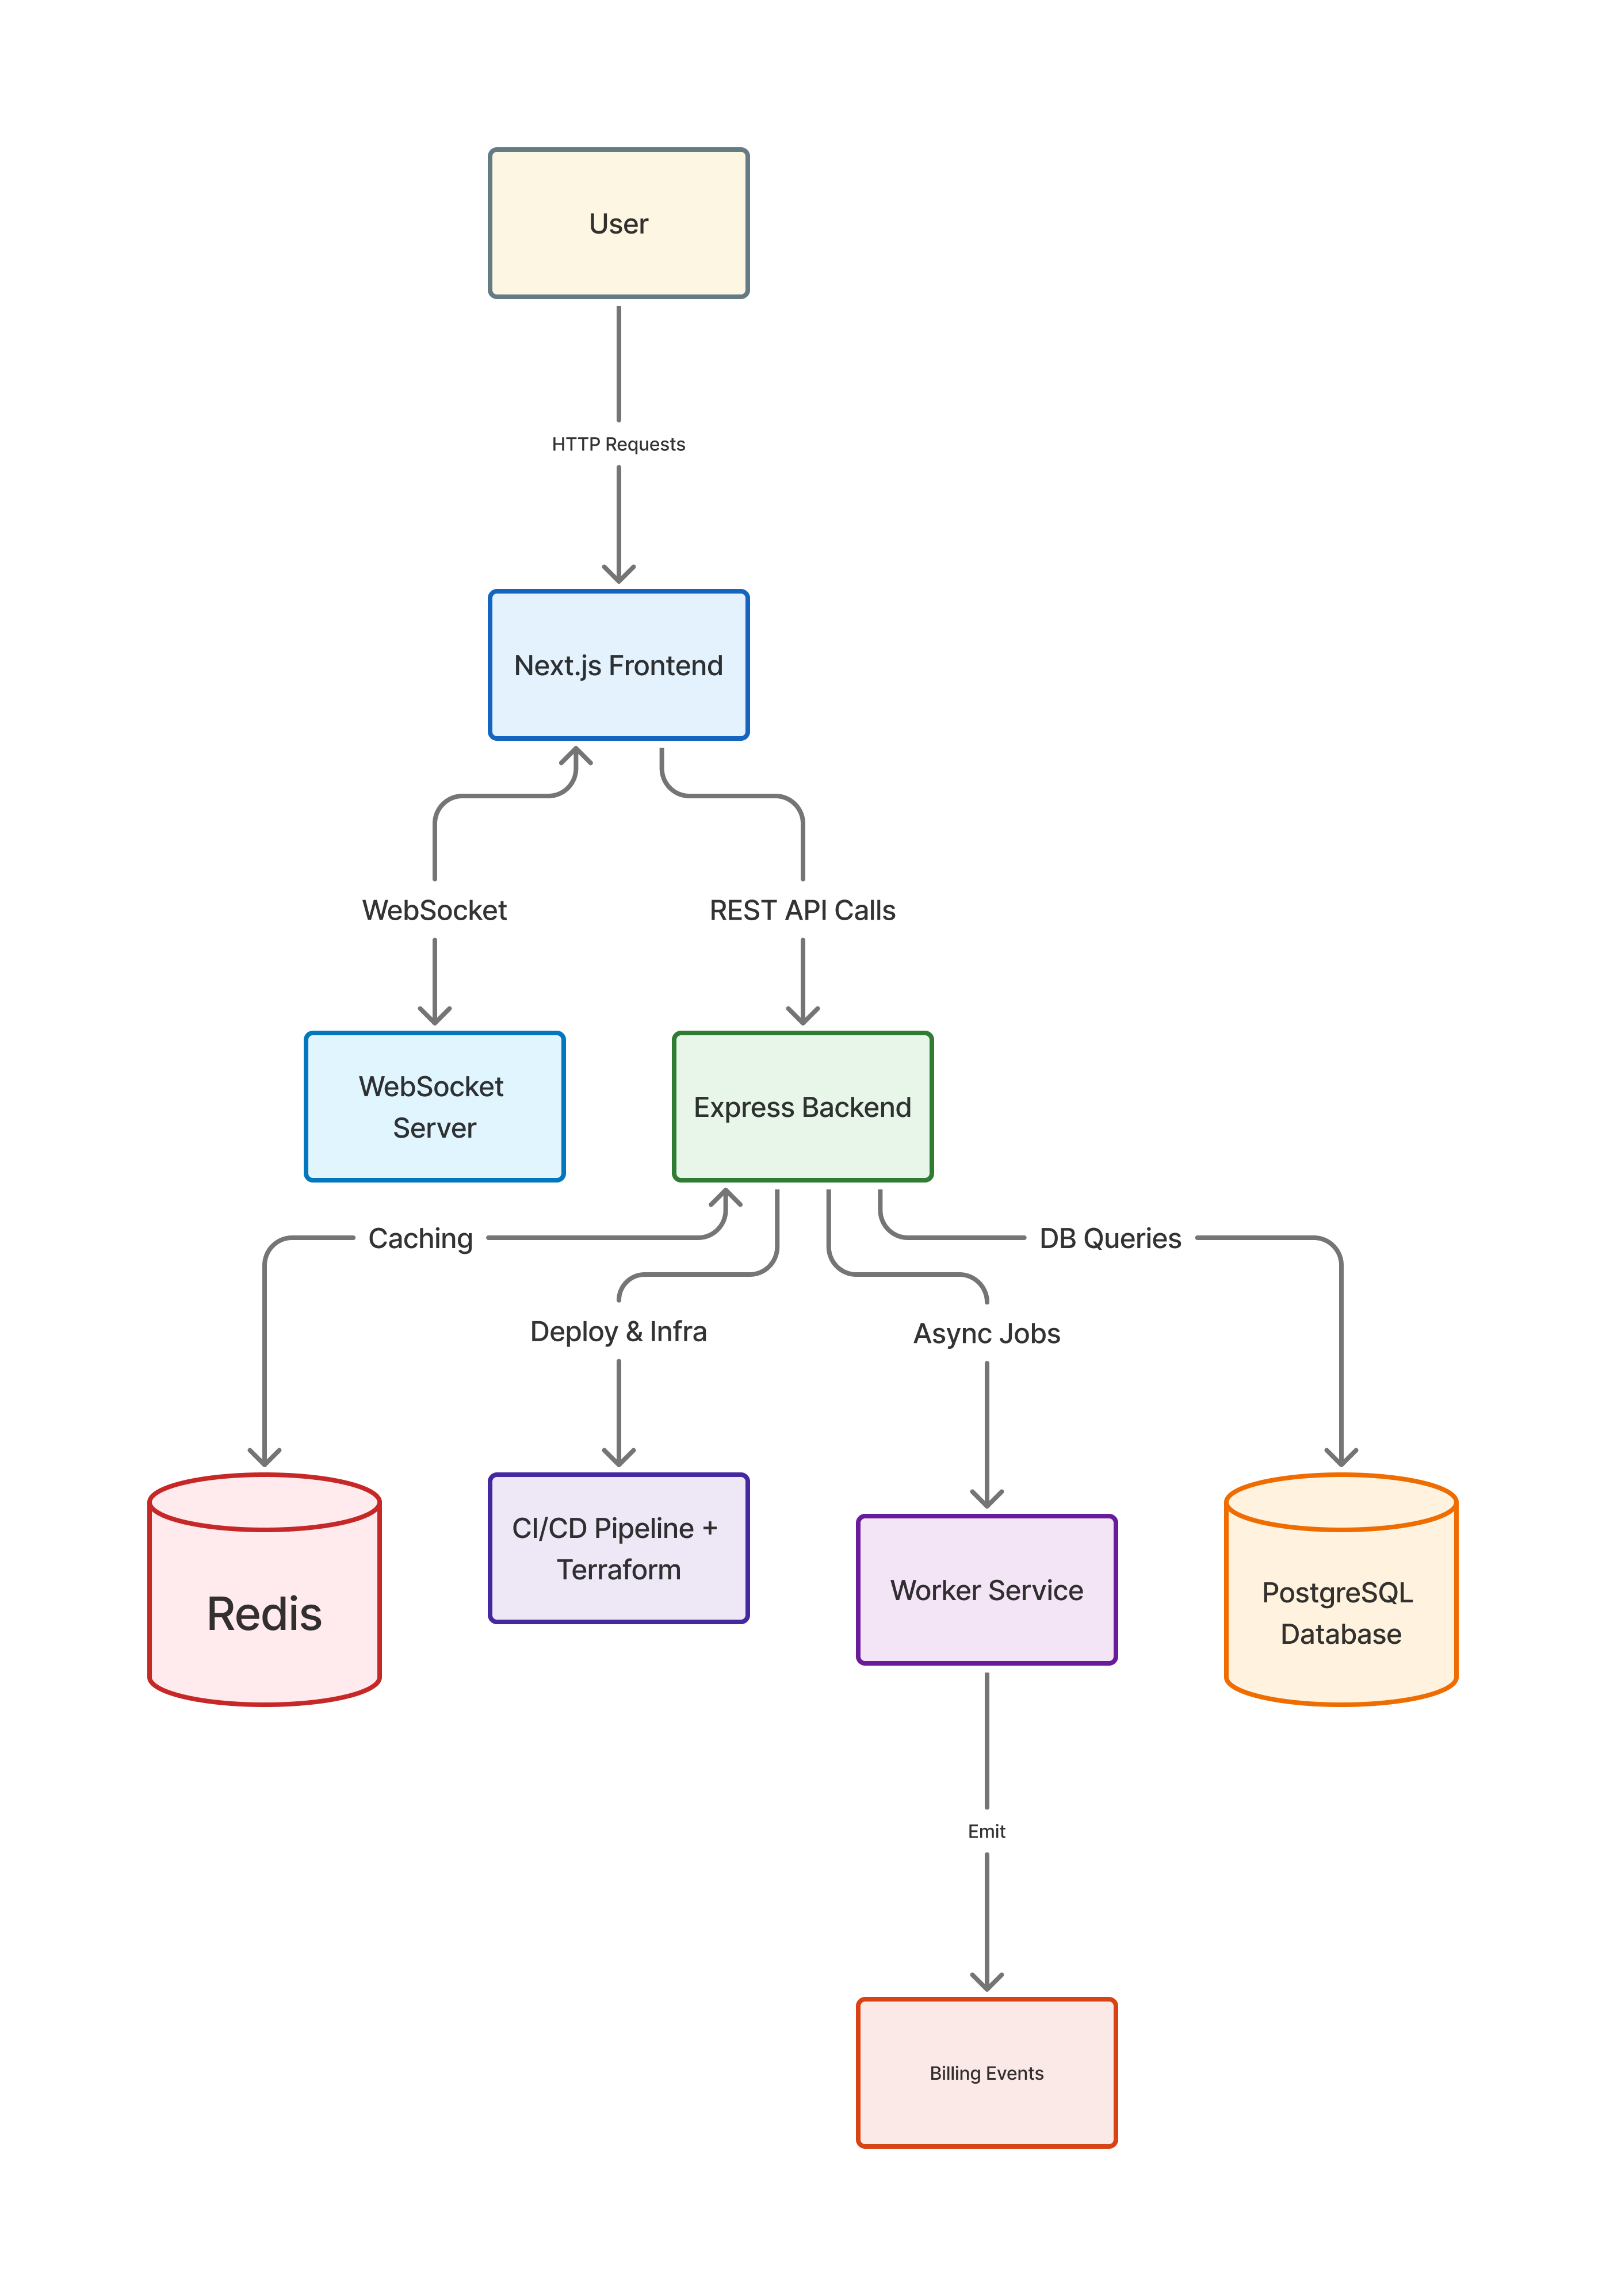 User
HTTP Requests
Next.js Frontend
WebSocket
REST API Calls
WebSocket
Server
Express Backend
Caching
DB Queries
Deploy & Infra
Async Jobs
Redis
CI/CD Pipeline +
Terraform
Worker Service
PostgreSQL
Database
Emit
Billing Events